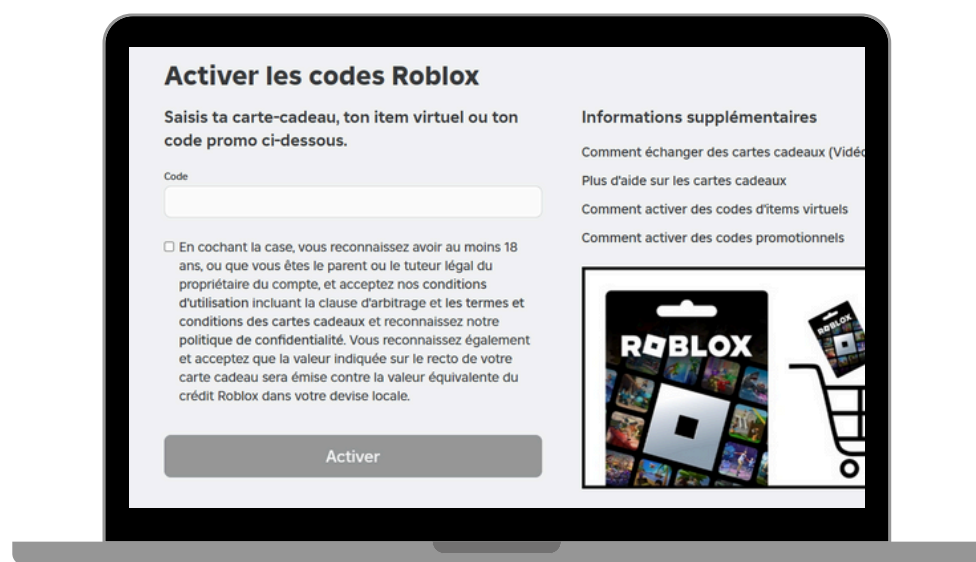 Activer les codes Roblox
Saisis ta carte-cadeau, ton item virtuel ou ton
code promo ci-dessous.
Code
En cochant la case, vous reconnaissez avoir au moins 18
ans, ou que vous êtes le parent ou le tuteur légal du
propriétaire du compte, et acceptez nos conditions
d'utilisation incluant la clause d'arbitrage et les termes et
conditions des cartes cadeaux et reconnaissez notre
politique de confidentialité. Vous reconnaissez également
et acceptez que la valeur indiquée sur le recto de votre
carte cadeau sera émise contre la valeur équivalente du
crédit Roblox dans votre devise locale.
Activer
Informations supplémentaires
Comment échanger des cartes cadeaux (Vidéo
Plus d'aide sur les cartes cadeaux
Comment activer des codes d'items virtuels
Comment activer des codes promotionnels
ROBLOX
ROBLOX